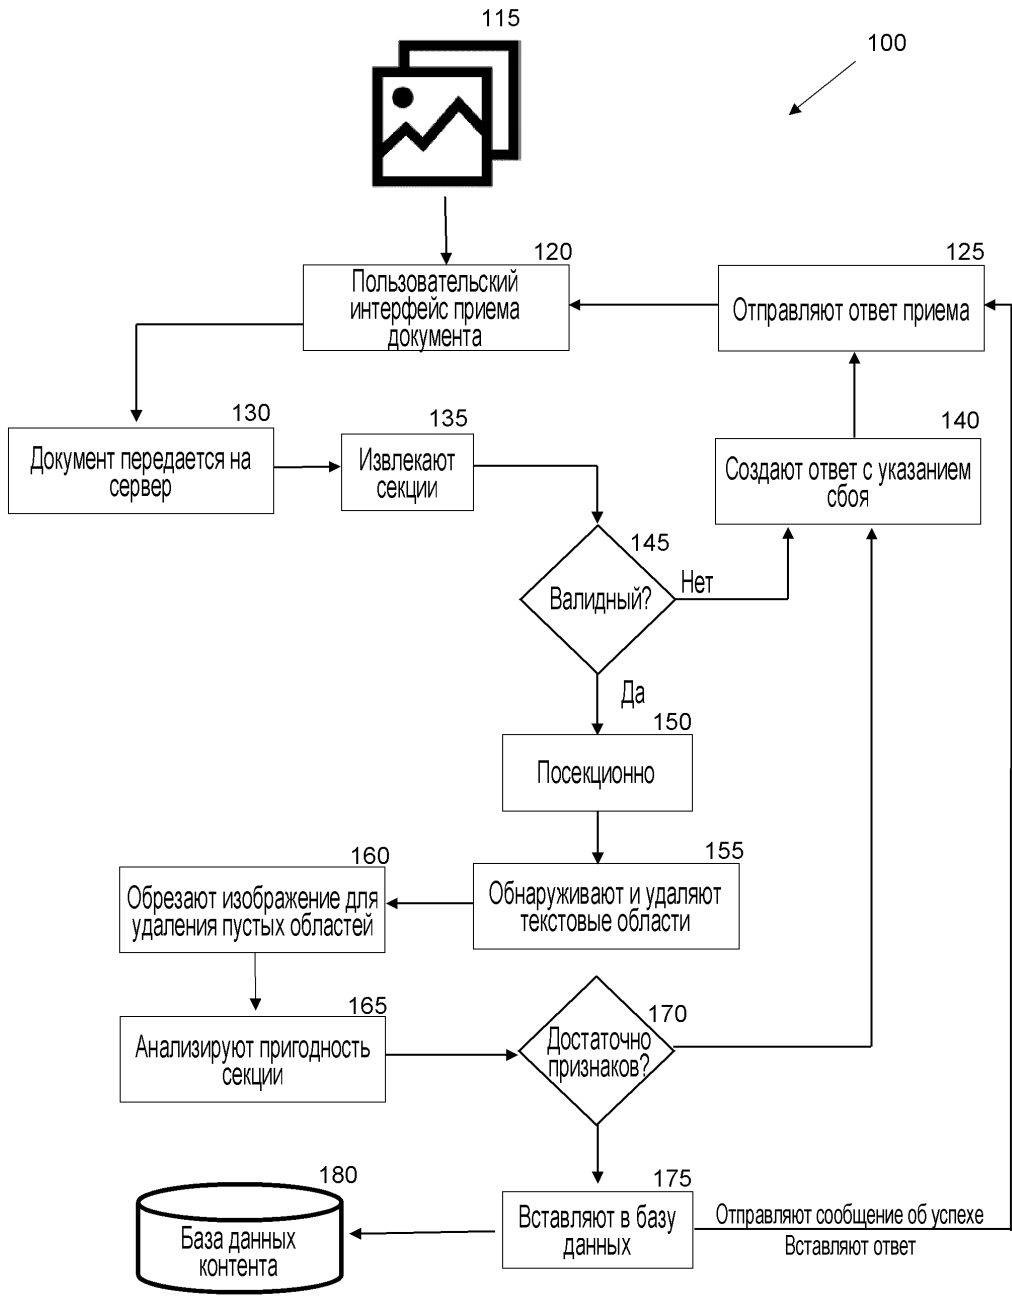 115
100
120
Пользовательский
интерфейс приема
документа
125
Отправляют ответ приема
130
Документ передается на
сервер
135
Извлекают
секции
140
Создают ответ с указанием
сбоя
145
Валидный?
Нет
Да
150
Посекционно
155
Обнаруживают и удаляют
текстовые области
160
Обрезают изображение для
удаления пустых областей
165
Анализируют пригодность
секции
170
Достаточно
признаков?
175
Вставляют в базу
данных
Отправляют сообщение об успехе
Вставляют ответ
180
База данных
контента